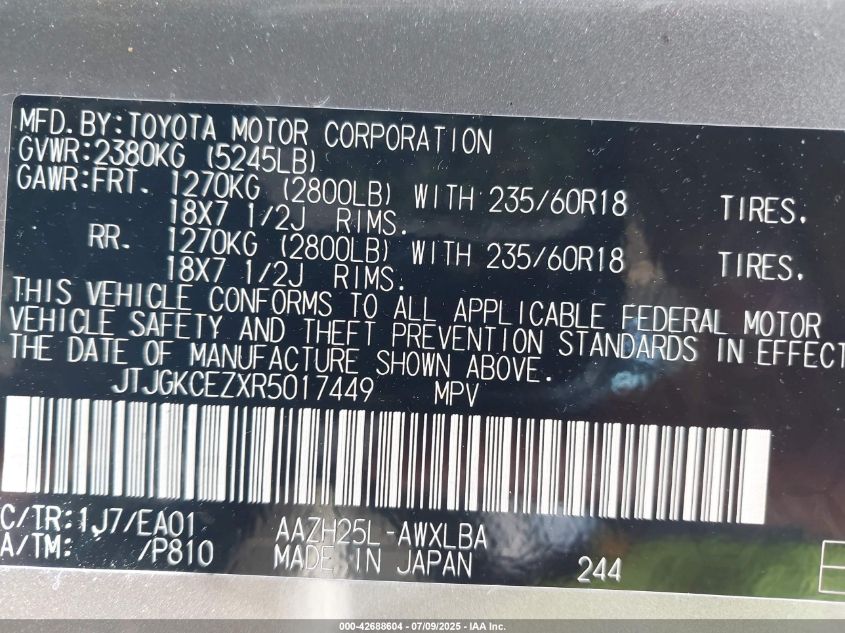 MFD. BY: TOYOTA MOTOR CORPORATION
GVWR: 2380KG (5245LB)
GAWR: FRT. 1270KG (2800LB) WITH 235/60R18 TIRES.
18X7 1/2J RIMS.
RR. 1270KG (2800LB) WITH 235/60R18 TIRES.
18X7 1/2J RIMS.
THIS VEHICLE CONFORMS TO ALL APPLICABLE FEDERAL MOTOR
VEHICLE SAFETY AND THEFT PREVENTION STANDARDS IN EFFECT
THE DATE OF MANUFACTURE SHOWN ABOVE.
JTJGKCEZXR5017449 MPV
C/TR: 1J7/EA01 AAZH25L-AWXLBA
A/TM: /P810 MADE IN JAPAN 244
000-42688604 - 07/09/2025 - IAA Inc.